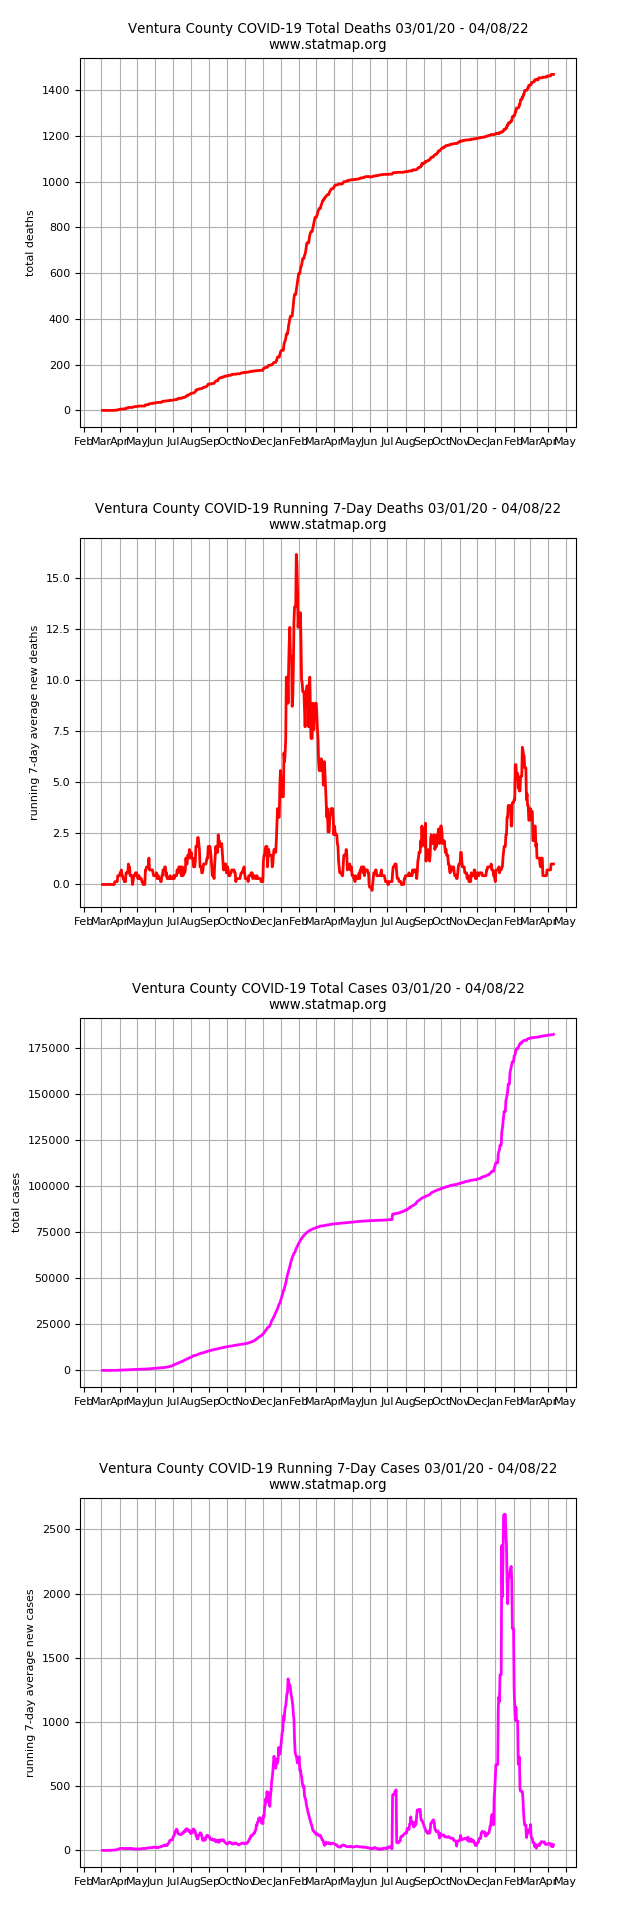 Ventura County COVID-19 Total Deaths 03/01/20 - 04/08/22
www.statmap.org
1400
1200
1000
800
600
400
200
0
total deaths
Feb Mar Apr May Jun Jul Aug Sep Oct Nov Dec Jan Feb Mar Apr May Jun Jul Aug Sep Oct Nov Dec Jan Feb Mar Apr May
Ventura County COVID-19 Running 7-Day Deaths 03/01/20 - 04/08/22
www.statmap.org
15.0
12.5
10.0
7.5
5.0
2.5
0.0
running 7-day average new deaths
Feb Mar Apr May Jun Jul Aug Sep Oct Nov Dec Jan Feb Mar Apr May Jun Jul Aug Sep Oct Nov Dec Jan Feb Mar Apr May
Ventura County COVID-19 Total Cases 03/01/20 - 04/08/22
www.statmap.org
175000
150000
125000
100000
75000
50000
25000
0
total cases
Feb Mar Apr May Jun Jul Aug Sep Oct Nov Dec Jan Feb Mar Apr May Jun Jul Aug Sep Oct Nov Dec Jan Feb Mar Apr May
Ventura County COVID-19 Running 7-Day Cases 03/01/20 - 04/08/22
www.statmap.org
2500
2000
1500
1000
500
0
running 7-day average new cases
Feb Mar Apr May Jun Jul Aug Sep Oct Nov Dec Jan Feb Mar Apr May Jun Jul Aug Sep Oct Nov Dec Jan Feb Mar Apr May